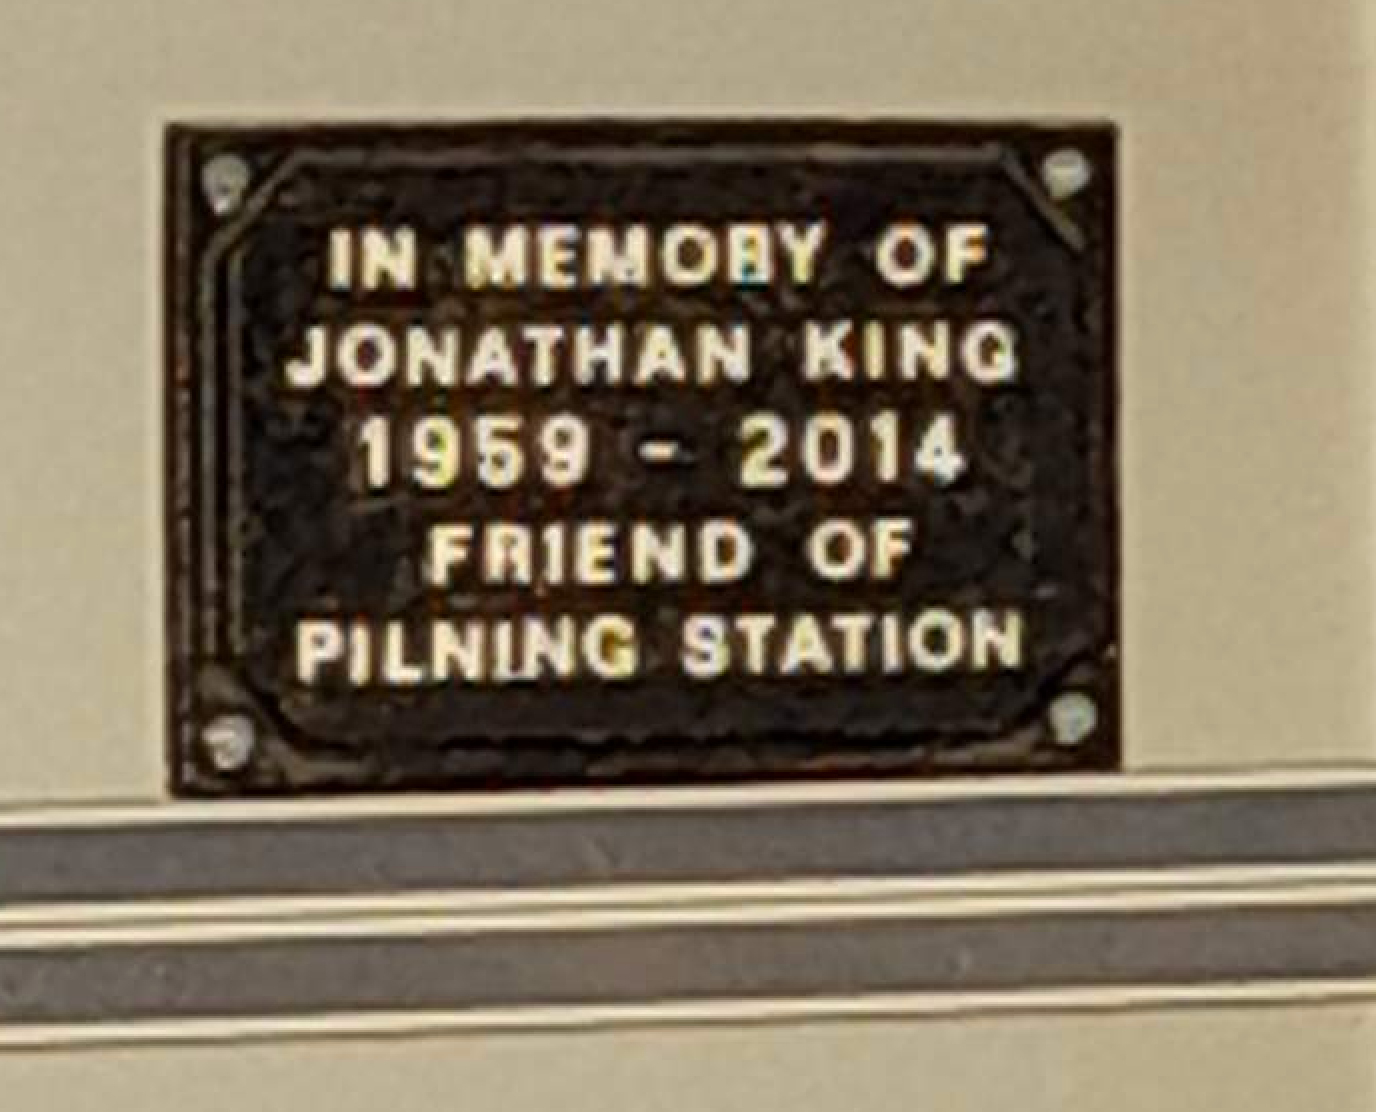 IN MEMORY OF
JONATHAN KING
1959 - 2014
FRIEND OF
PILNING STATION